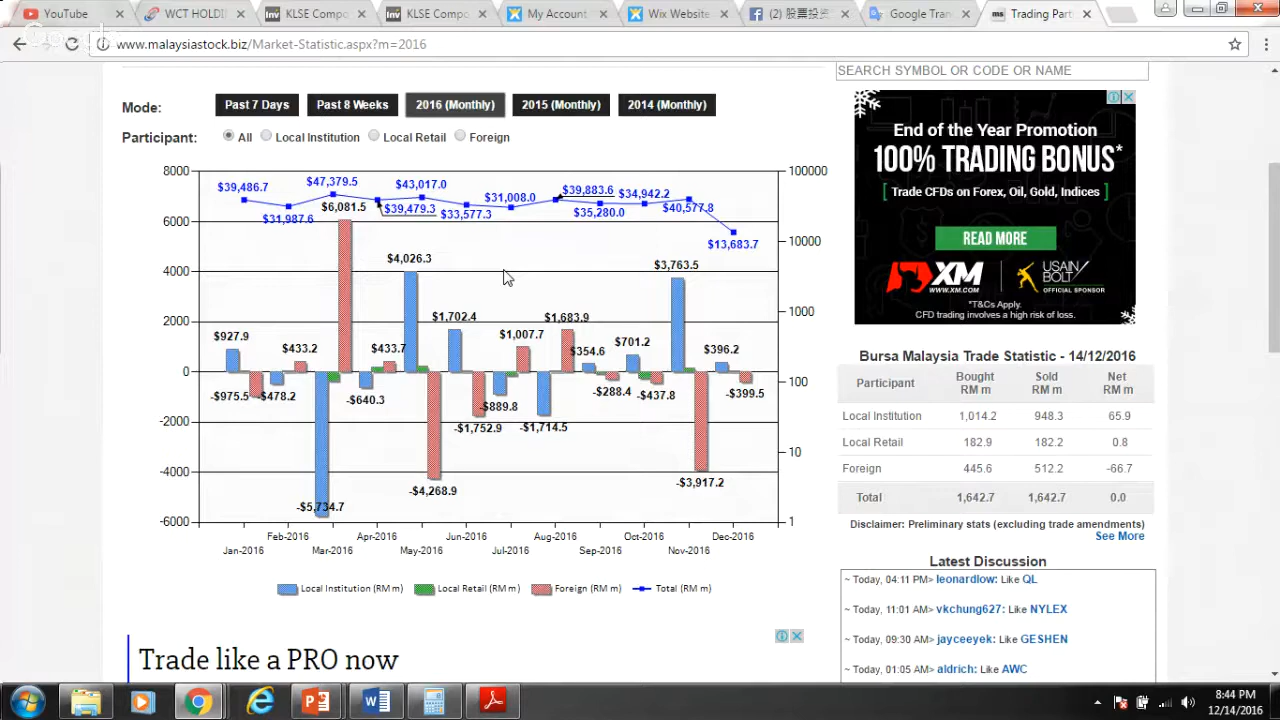 YouTube
WCT HOLDI
KLSE Compo
KLSE Comp
My Account
Wix Website
(2) 股票投資
Google Tran
Trading Part
www.malaysiastock.biz/Market-Statistic.aspx?m=2016
SEARCH SYMBOL OR CODE OR NAME
Mode: Past 7 Days Past 8 Weeks 2016 (Monthly) 2015 (Monthly) 2014 (Monthly)
Participant: All Local Institution Local Retail Foreign
8000
6000
4000
2000
0
-2000
-4000
-6000
100000
10000
1000
100
10
1
$39,486.7
$31,987.6
$47,379.5
$39,479.3
$43,017.0
$33,577.3
$31,008.0
$39,883.6
$35,280.0
$34,942.2
$40,577.8
$13,683.7
$927.9
-$975.5
-$478.2
$433.2
-$5,734.7
$6,081.5
-$640.3
$433.7
$4,026.3
-$4,268.9
$1,702.4
-$1,752.9
-$889.8
$1,007.7
-$1,714.5
$1,683.9
$354.6
-$288.4
$701.2
-$437.8
$3,763.5
-$3,917.2
$396.2
-$399.5
Jan-2016
Feb-2016
Mar-2016
Apr-2016
May-2016
Jun-2016
Jul-2016
Aug-2016
Sep-2016
Oct-2016
Nov-2016
Dec-2016
Local Institution (RM m) Local Retail (RM m) Foreign (RM m) Total (RM m)
Trade like a PRO now
End of the Year Promotion
100% TRADING BONUS*
[ Trade CFDs on Forex, Oil, Gold, Indices ]
READ MORE
XM
WWW.XM.COM
USAIN
BOLT
OFFICIAL SPONSOR
*T&Cs Apply.
CFD trading involves a high risk of loss.
Bursa Malaysia Trade Statistic - 14/12/2016
Participant Bought RM m Sold RM m Net RM m
Local Institution 1,014.2 948.3 65.9
Local Retail 182.9 182.2 0.8
Foreign 445.6 512.2 -66.7
Total 1,642.7 1,642.7 0.0
Disclaimer: Preliminary stats (excluding trade amendments)
See More
Latest Discussion
~ Today, 04:11 PM> leonardlow: Like QL
~ Today, 11:01 AM> vkchung627: Like NYLEX
~ Today, 09:30 AM> jayceeyek: Like GESHEN
~ Today, 01:05 AM> aldrich: Like AWC
8:44 PM
12/14/2016